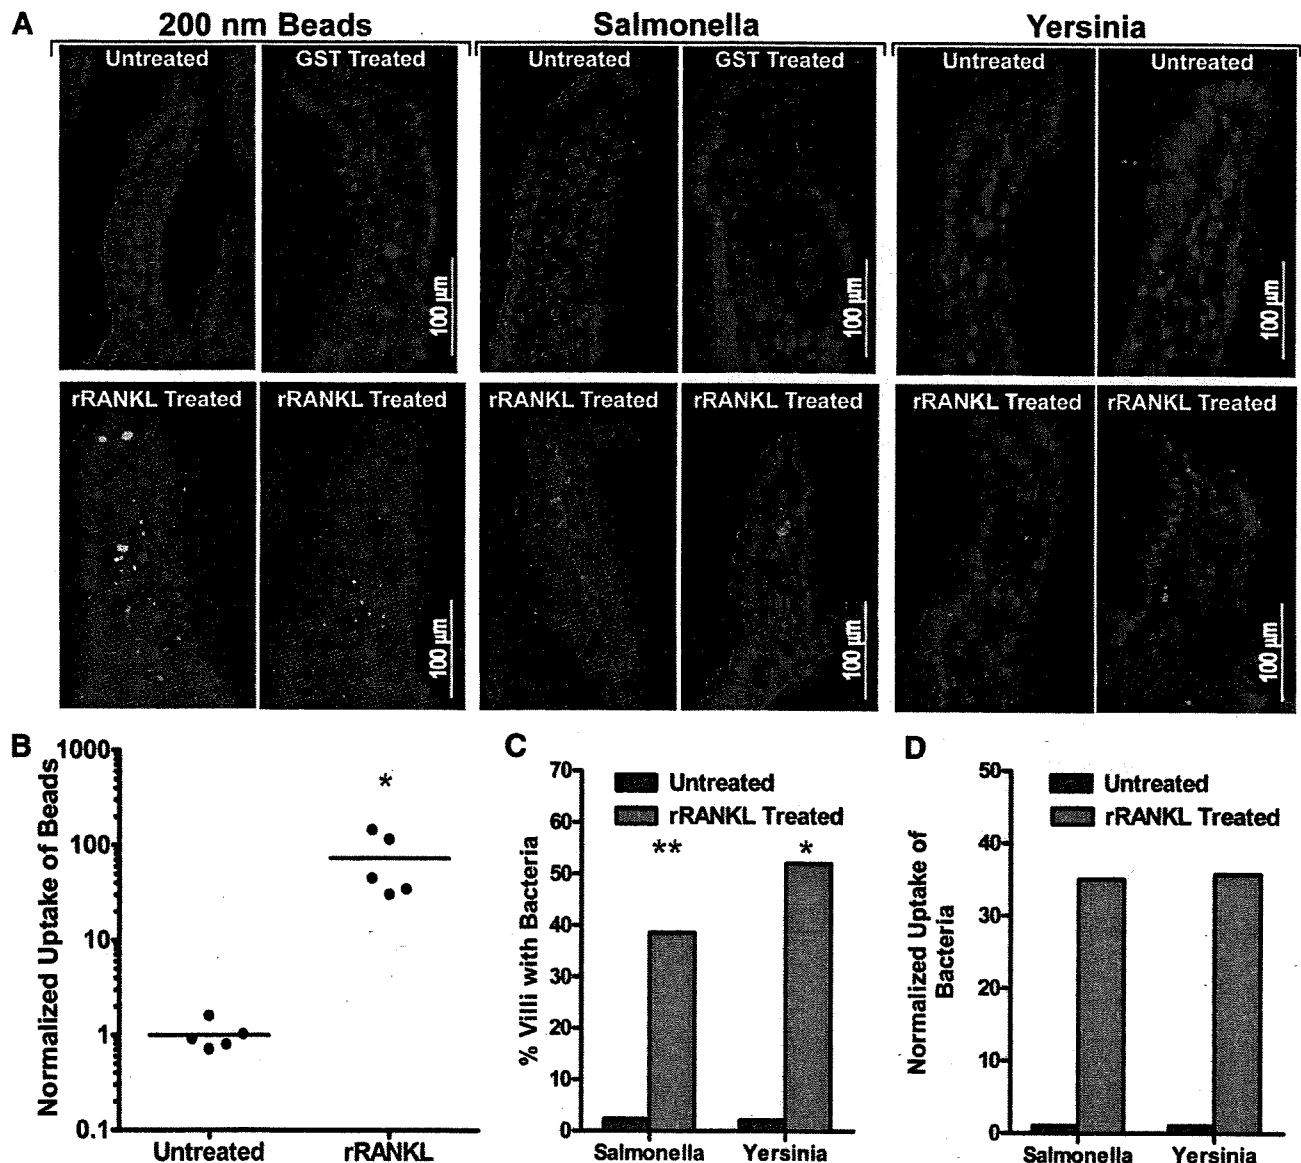 A
200 nm Beads
Salmonella
Yersinia
Untreated
GST Treated
Untreated
GST Treated
Untreated
Untreated
100 µm
100 µm
100 µm
rRANKL Treated
rRANKL Treated
rRANKL Treated
rRANKL Treated
rRANKL Treated
rRANKL Treated
100 µm
100 µm
100 µm
B
Normalized Uptake of Beads
1000
100
10
1
0.1
*
Untreated
rRANKL
C
% Villi with Bacteria
70
60
50
40
30
20
10
0
Untreated
rRANKL Treated
**
*
Salmonella
Yersinia
D
Normalized Uptake of
Bacteria
50
40
30
20
10
0
Untreated
rRANKL Treated
Salmonella
Yersinia